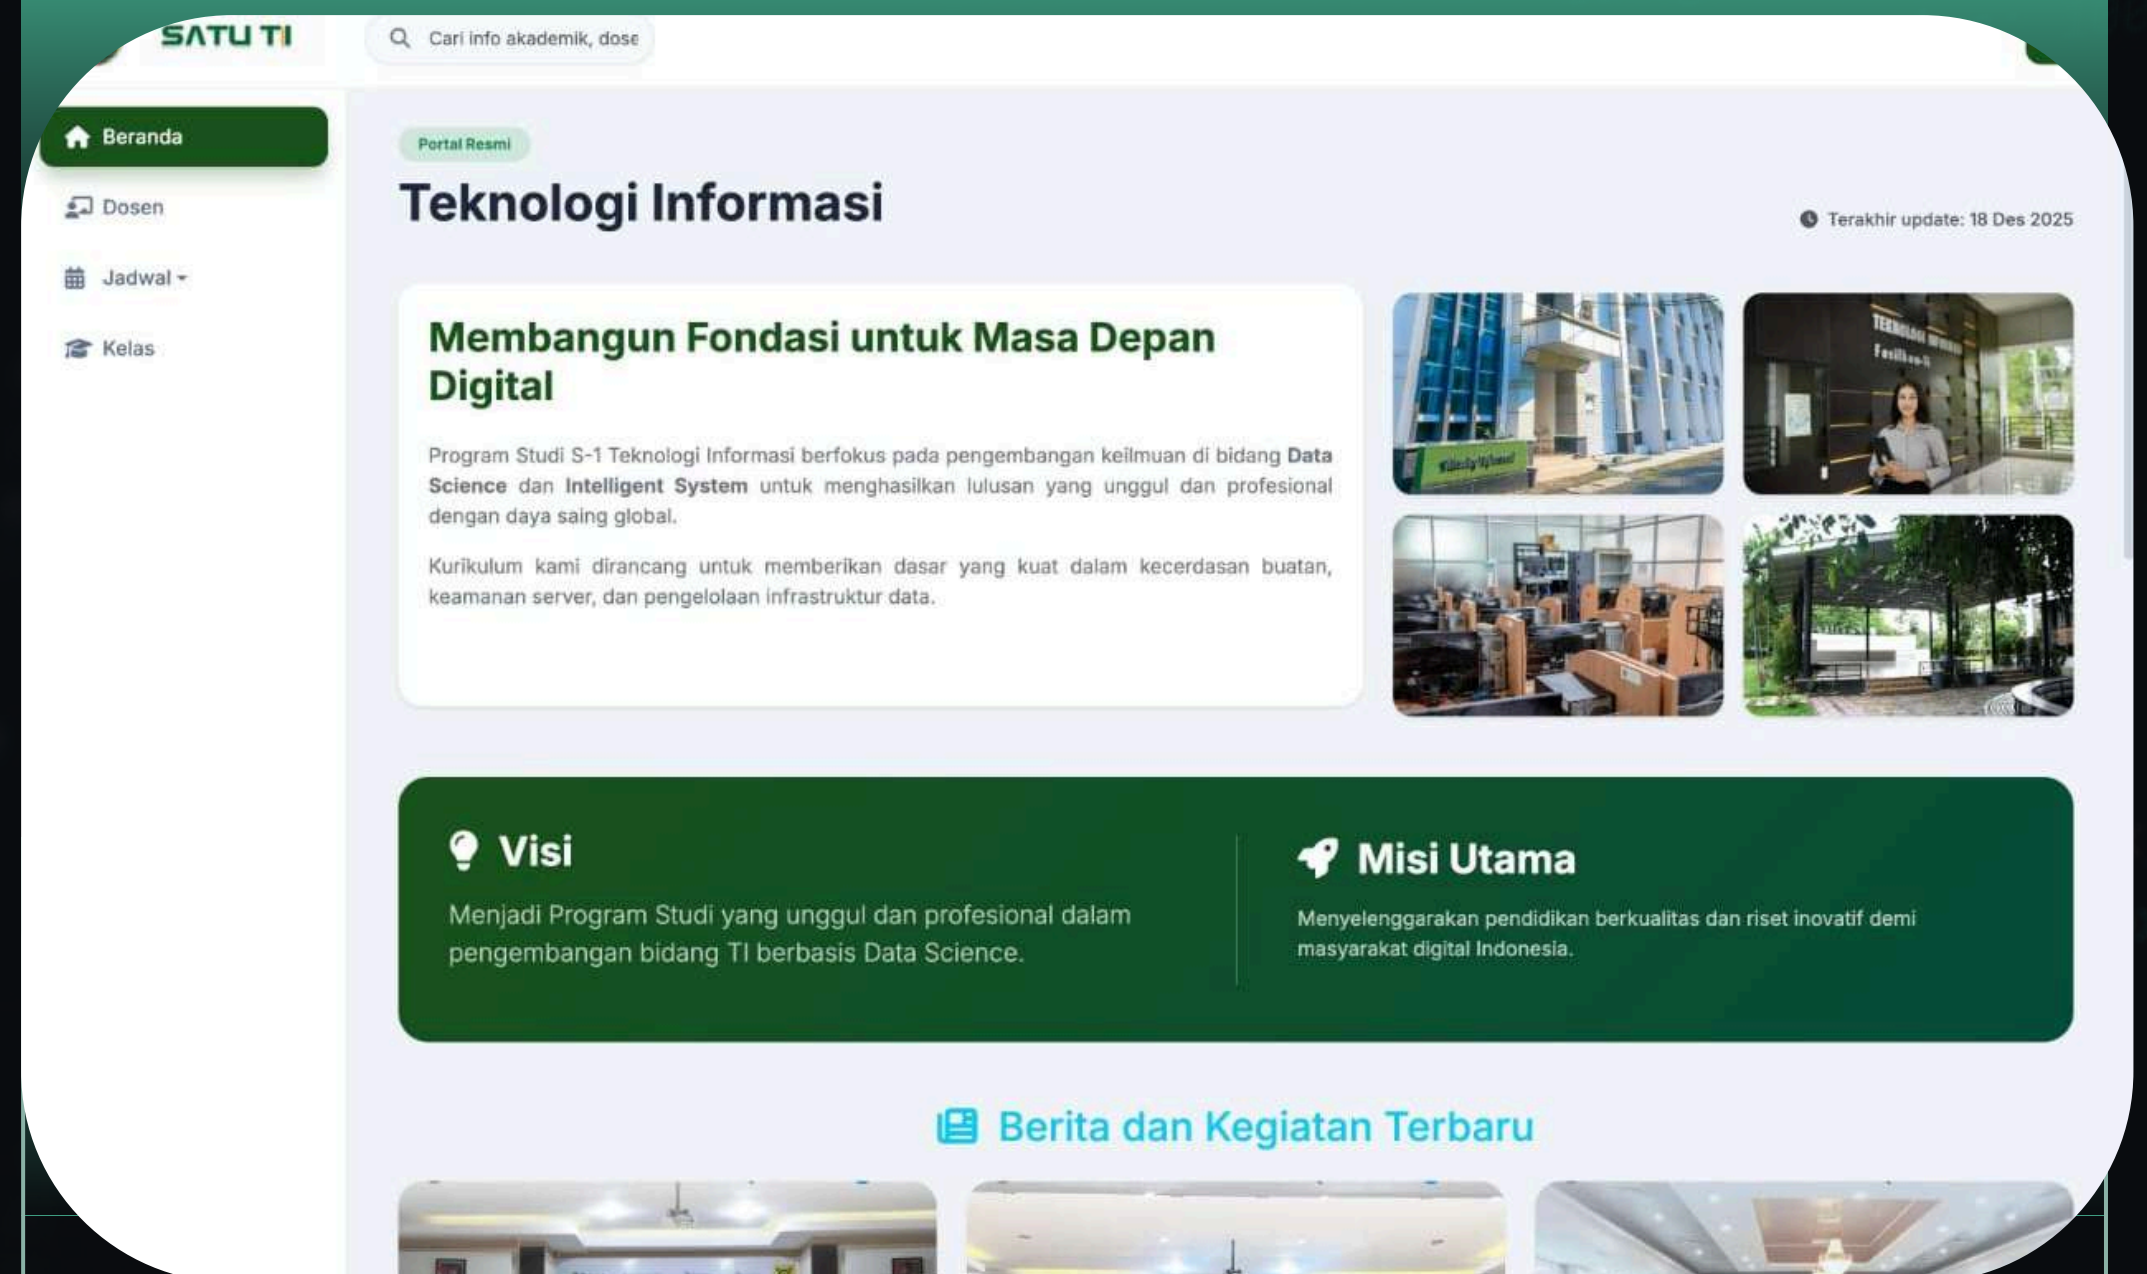 SATU TI
Cari info akademik, dose
Beranda
Dosen
Jadwal
Kelas
Portal Resmi
Teknologi Informasi
Terakhir update: 18 Des 2025
Membangun Fondasi untuk Masa Depan
Digital
Program Studi S-1 Teknologi Informasi berfokus pada pengembangan keilmuan di bidang Data
Science dan Intelligent System untuk menghasilkan lulusan yang unggul dan profesional
dengan daya saing global.
Kurikulum kami dirancang untuk memberikan dasar yang kuat dalam kecerdasan buatan,
keamanan server, dan pengelolaan infrastruktur data.
TEKNOLOGI
Visi
Menjadi Program Studi yang unggul dan profesional dalam
pengembangan bidang TI berbasis Data Science.
Misi Utama
Menyelenggarakan pendidikan berkualitas dan riset inovatif demi
masyarakat digital Indonesia.
Berita dan Kegiatan Terbaru